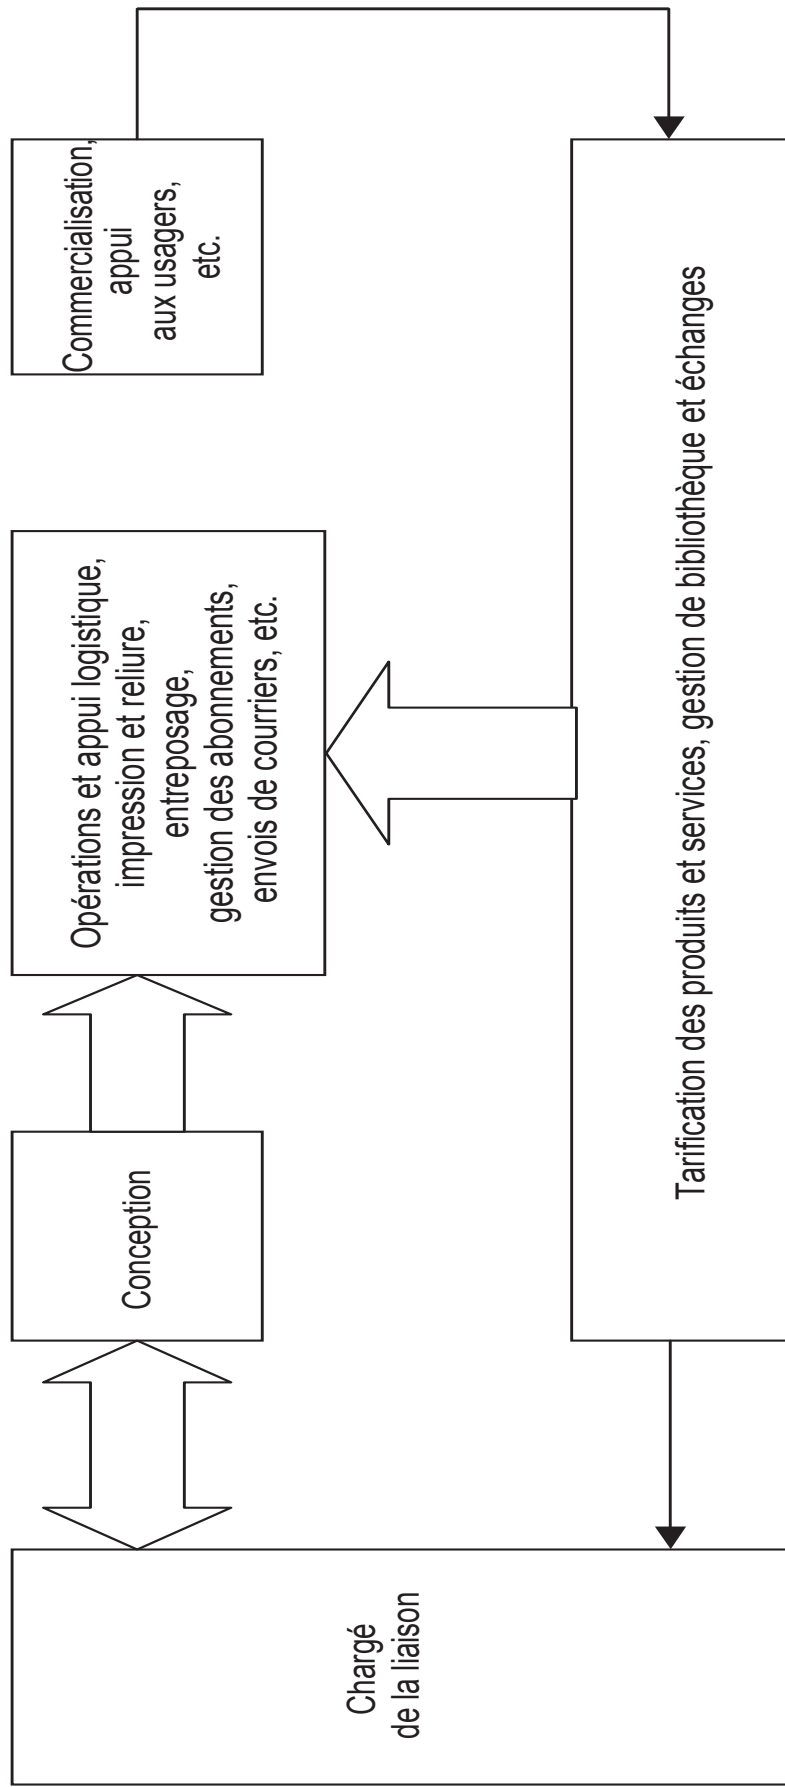 Chargé
de la liaison
Conception
Opérations et appui logistique,
impression et reliure,
entreposage,
gestion des abonnements,
envois de courriers, etc.
Commercialisation,
appui
aux usagers,
etc.
Tarification des produits et services, gestion de bibliothèque et échanges